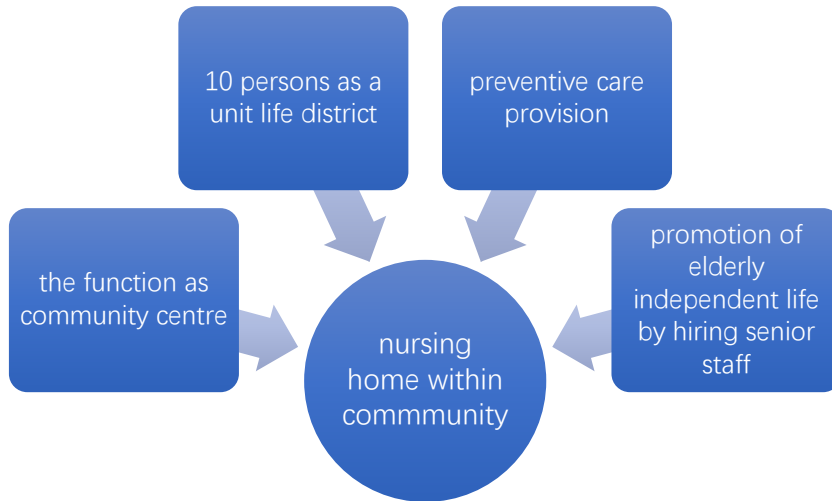 10 persons as a
unit life district
preventive care
provision
the function as
community centre
promotion of
elderly
independent life
by hiring senior
staff
nursing
home within
commmunity